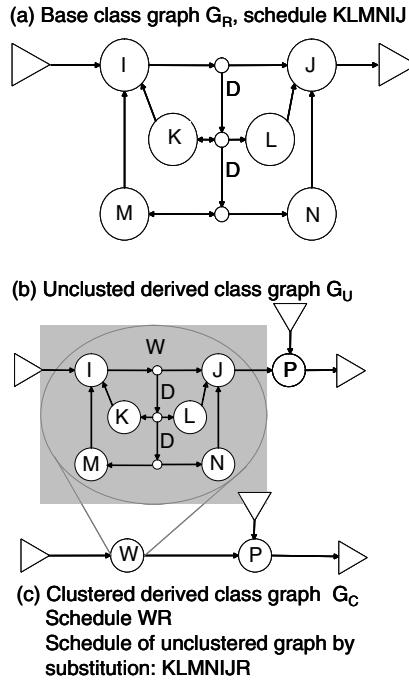 (a) Base class graph G_R, schedule KLMNIJ
I
J
D
K
L
D
M
N
(b) Unclusted derived class graph G_U
W
I
J
P
D
K
L
D
M
N
W
P
(c) Clustered derived class graph G_C
Schedule WR
Schedule of unclustered graph by
substitution: KLMNIJR